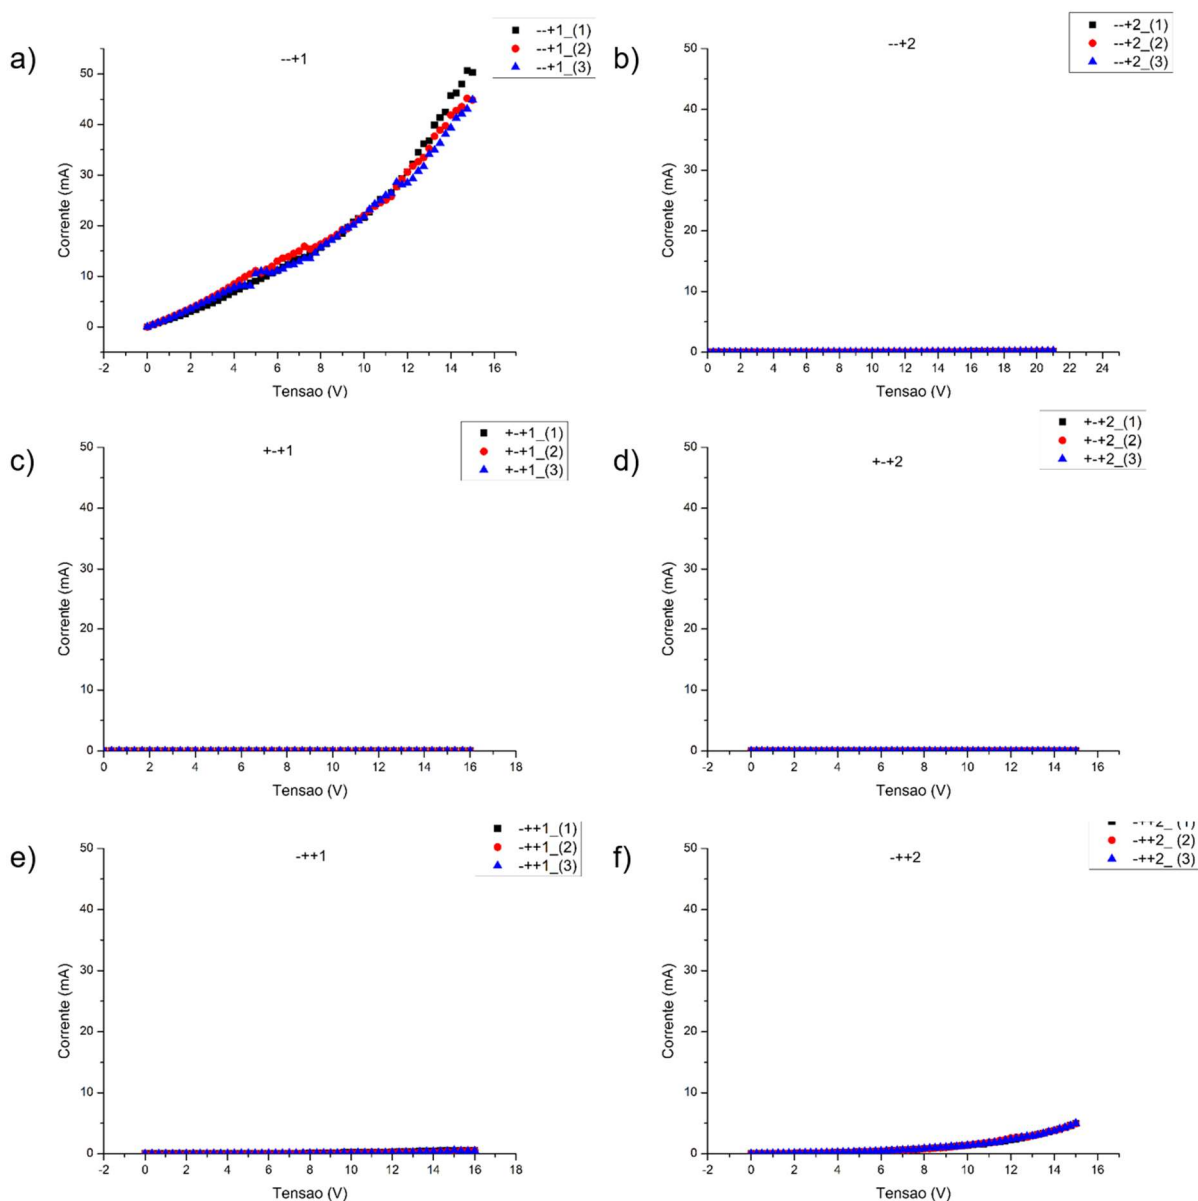 a)
--+1
--+1_(1)
--+1_(2)
--+1_(3)
Corrente (mA)
50
40
30
20
10
0
-2 0 2 4 6 8 10 12 14 16
Tensao (V)
b)
--+2
--+2_(1)
--+2_(2)
--+2_(3)
Corrente (mA)
50
40
30
20
10
0
0 2 4 6 8 10 12 14 16 18 20 22 24
Tensao (V)
c)
+-+1
+-+1_(1)
+-+1_(2)
+-+1_(3)
Corrente (mA)
50
40
30
20
10
0
0 2 4 6 8 10 12 14 16 18
Tensao (V)
d)
+-+2
+-+2_(1)
+-+2_(2)
+-+2_(3)
Corrente (mA)
50
40
30
20
10
0
-2 0 2 4 6 8 10 12 14 16
Tensao (V)
e)
-++1
-++1_(1)
-++1_(2)
-++1_(3)
Corrente (mA)
50
40
30
20
10
0
-2 0 2 4 6 8 10 12 14 16 18
Tensao (V)
f)
-++2
-++2_ (1)
-++2_ (2)
-++2_ (3)
Corrente (mA)
50
40
30
20
10
0
-2 0 2 4 6 8 10 12 14 16
Tensao (V)